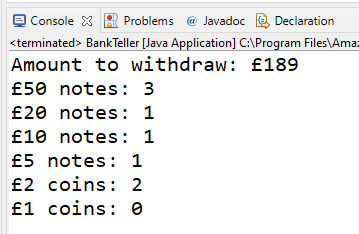 Console Problems @ Javadoc Declaration
<terminated> BankTeller [Java Application] C:\Program Files\Amaz
Amount to withdraw: £189
£50 notes: 3
£20 notes: 1
£10 notes: 1
£5 notes: 1
£2 coins: 2
£1 coins: 0